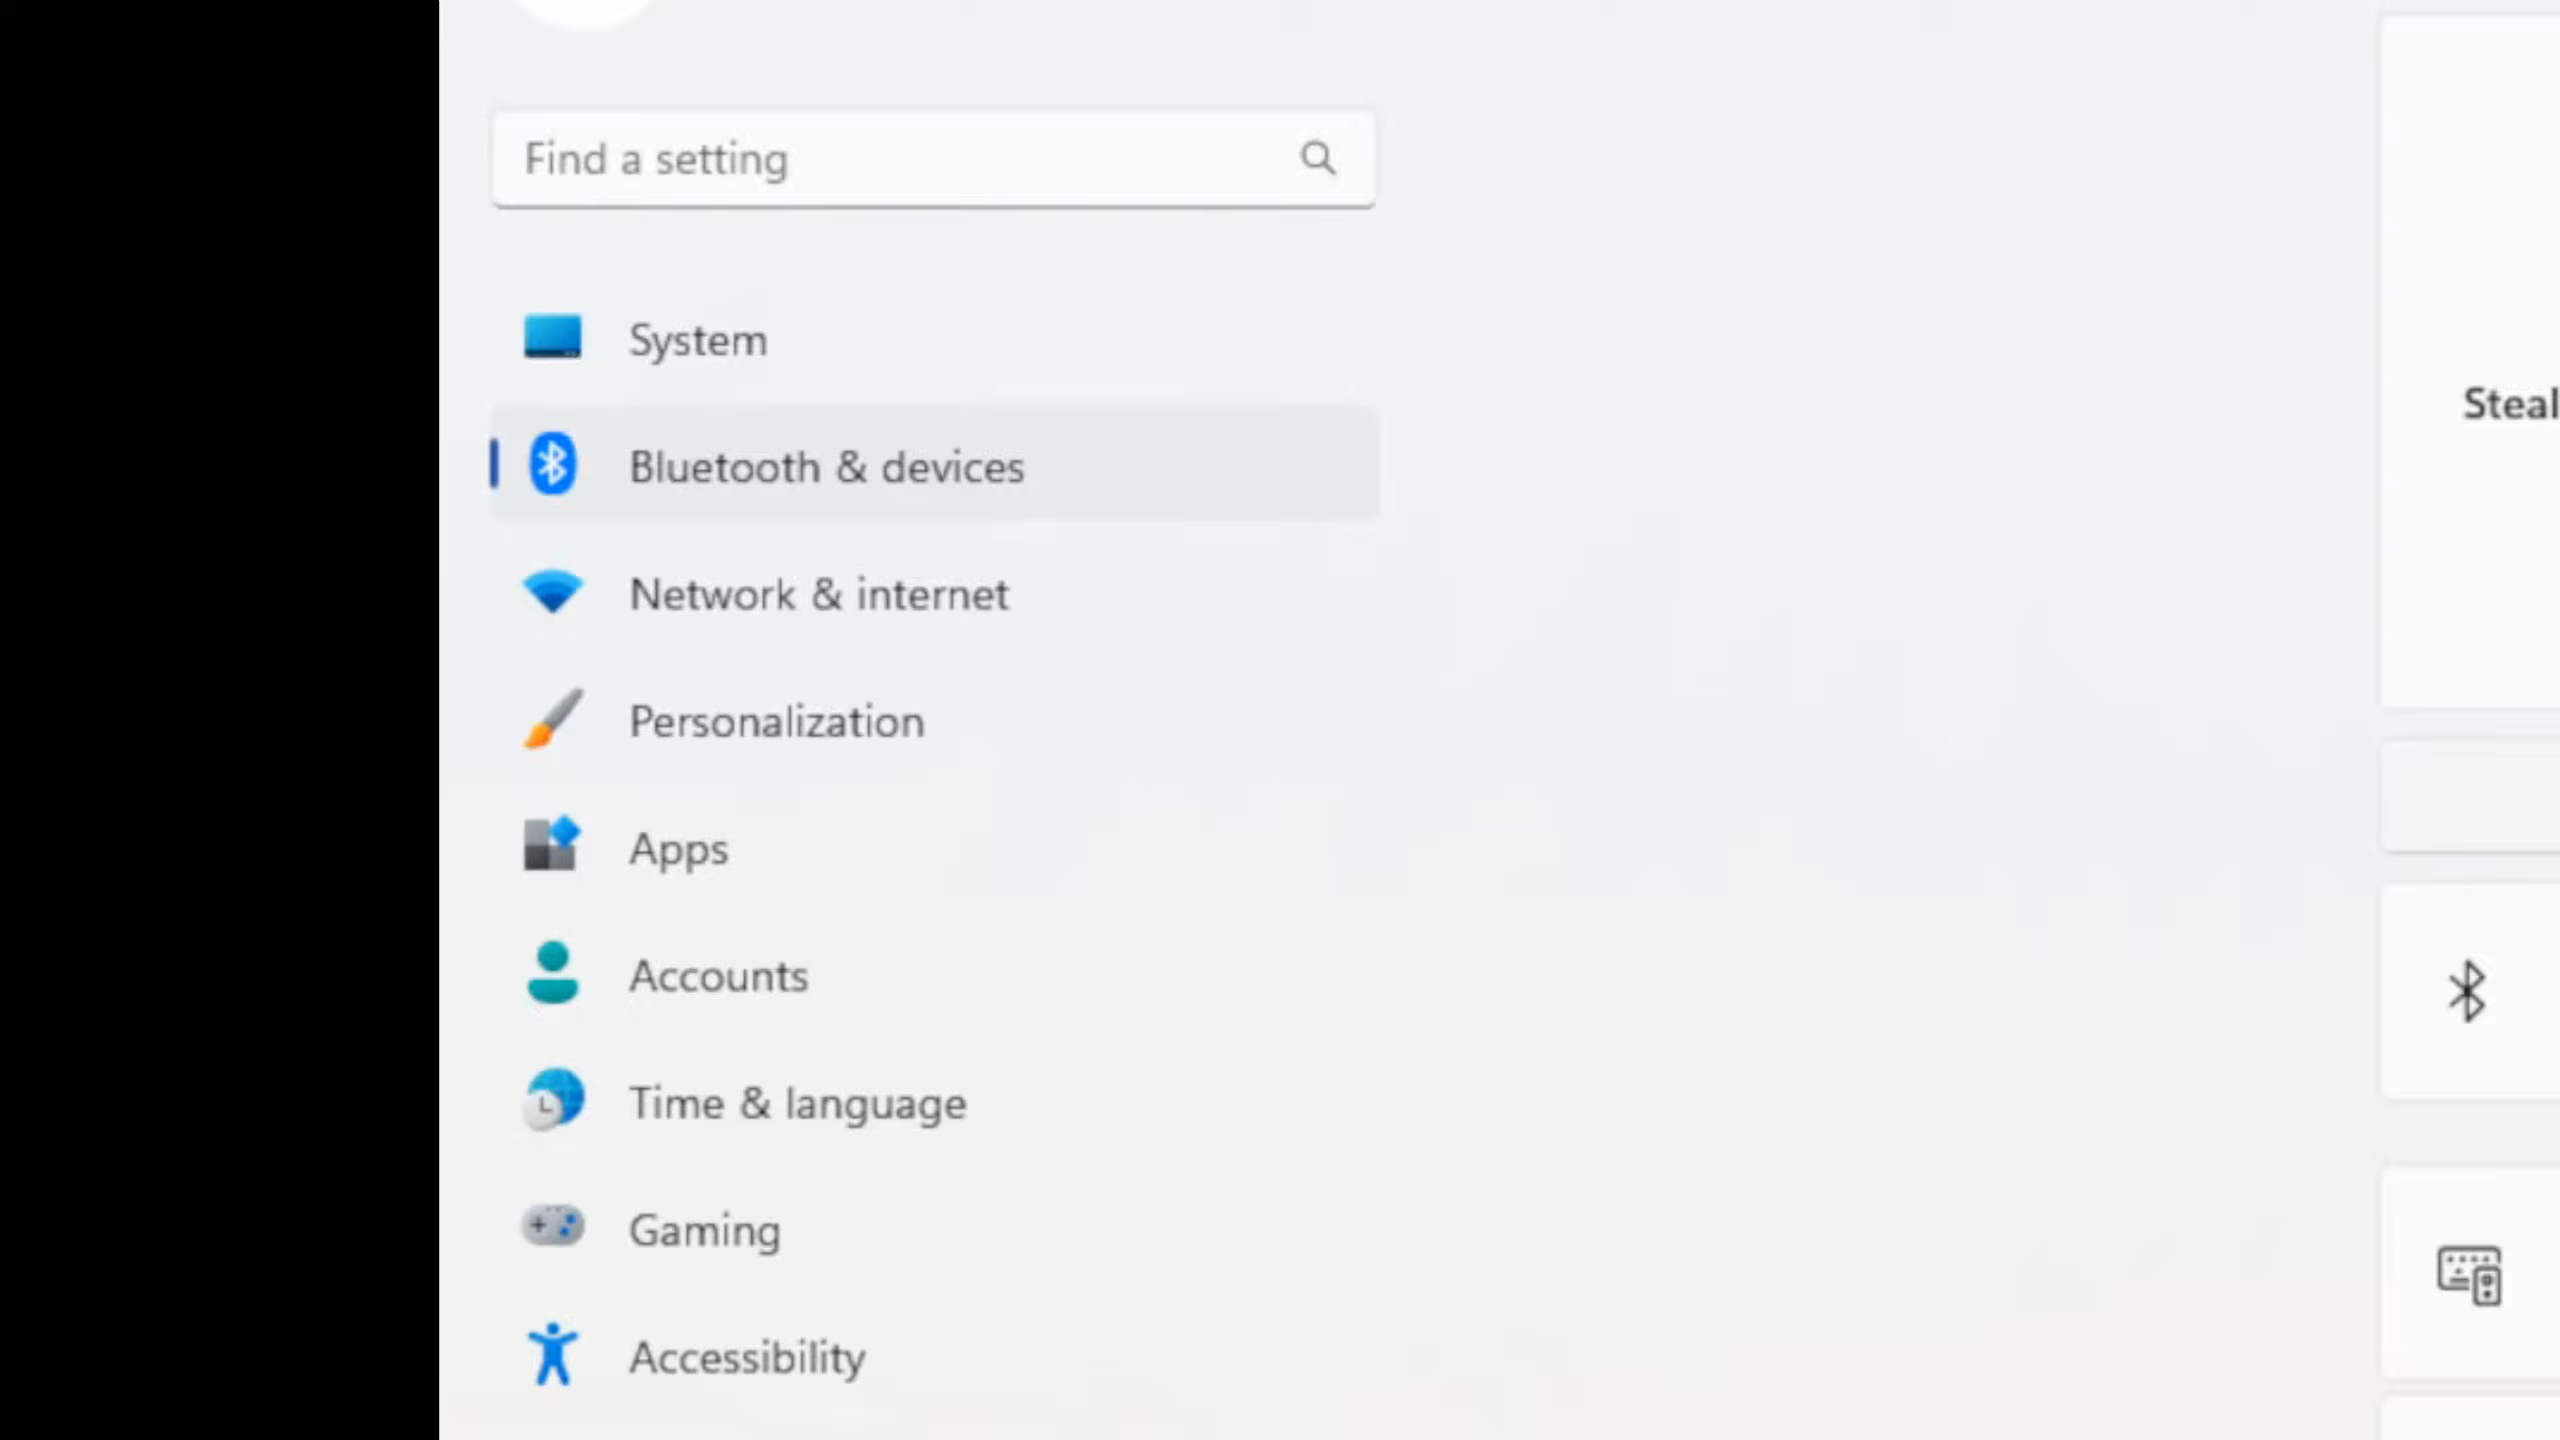 Find a setting
System
Steal
Bluetooth & devices
Network & internet
Personalization
Apps
Accounts
Time & language
Gaming
Accessibility